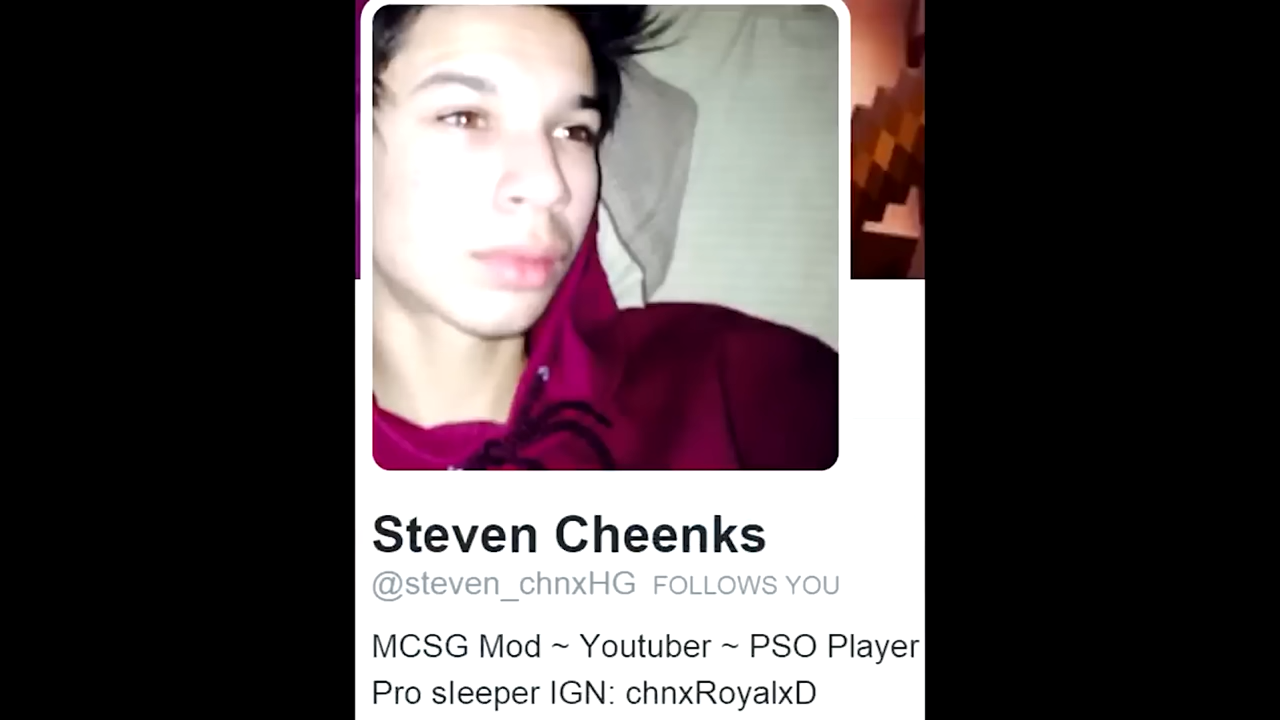 Steven Cheenks
@steven_chnxHG FOLLOWS YOU
MCSG Mod ~ Youtuber ~ PSO Player
Pro sleeper IGN: chnxRoyalxD